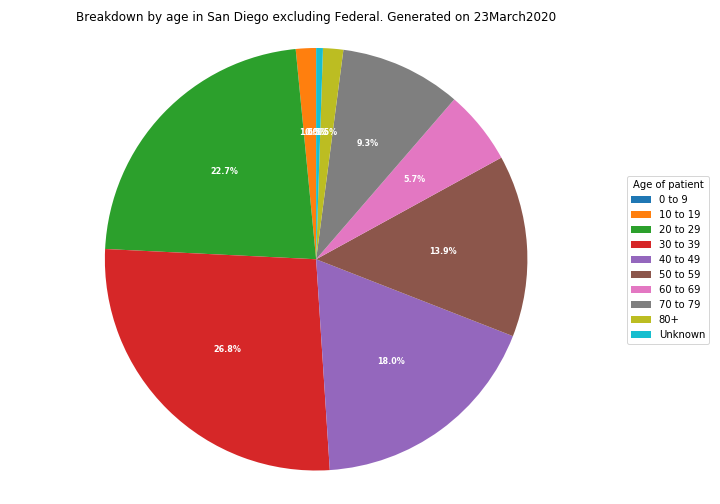 Breakdown by age in San Diego excluding Federal. Generated on 23March2020
9.3%
22.7%
5.7%
13.9%
26.8%
18.0%
Age of patient
0 to 9
10 to 19
20 to 29
30 to 39
40 to 49
50 to 59
60 to 69
70 to 79
80+
Unknown